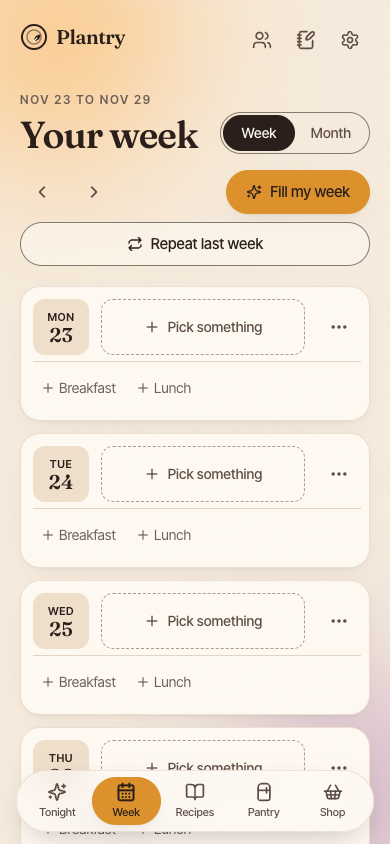 Plantry
NOV 23 TO NOV 29
Your week
Week
Month
Fill my week
Repeat last week
MON
23
Pick something
Breakfast
Lunch
TUE
24
Pick something
Breakfast
Lunch
WED
25
Pick something
Breakfast
Lunch
THU
Pick something
Tonight
Week
Recipes
Pantry
Shop